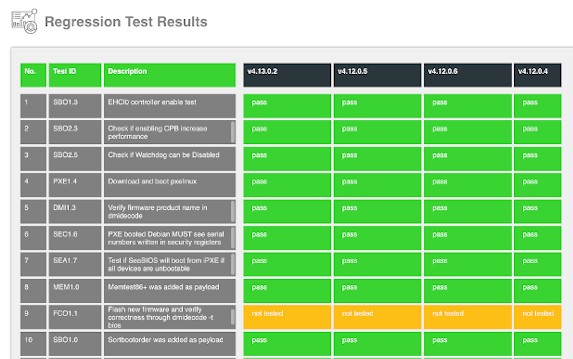 Regression Test Results
No. Test ID Description v4.13.0.2 v4.12.0.5 v4.12.0.6 v4.12.0.4
1 SBO1.3 EHCI0 controller enable test pass pass pass pass
2 SBO2.3 Check if enabling CPB increase
performance pass pass pass pass
3 SBO2.5 Check if Watchdog can be Disabled pass pass pass pass
4 PXE1.4 Download and boot pxelinux pass pass pass pass
5 DMI1.3 Verify firmware product name in
dmidecode pass pass pass pass
6 SEC1.6 PXE booted Debian MUST see serial
numbers written in security registers pass pass pass pass
7 SEA1.7 Test if SeaBIOS will boot from iPXE if
all devices are unbootable pass pass pass pass
8 MEM1.0 Memtest86+ was added as payload pass pass pass pass
9 FCO1.1 Flash new firmware and verify
correctness through dmidecode -t
bios not tested not tested not tested not tested
10 SBO1.0 Sortbootorder was added as payload pass pass pass pass